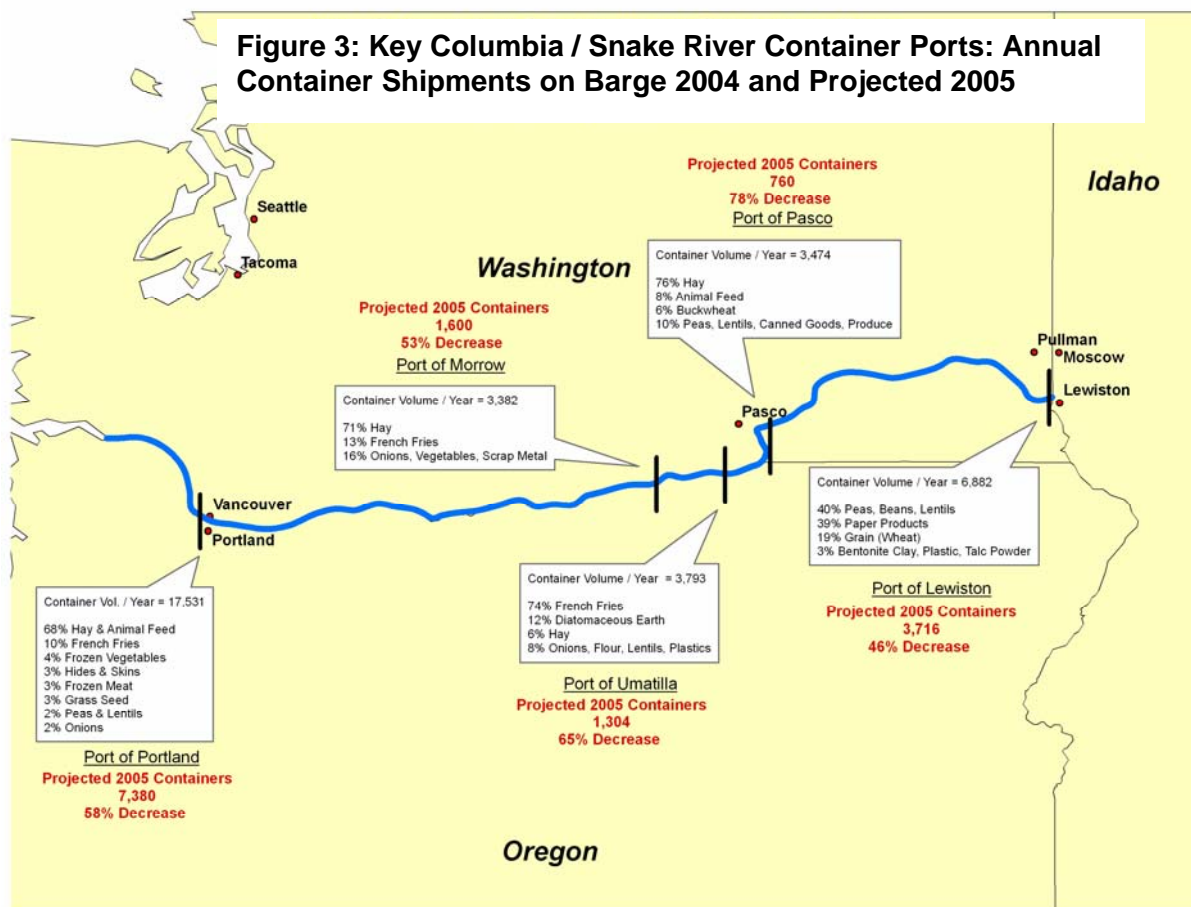 Figure 3: Key Columbia / Snake River Container Ports: Annual
Container Shipments on Barge 2004 and Projected 2005
Projected 2005 Containers
760
78% Decrease
Port of Pasco
Idaho
Seattle
Tacoma
Washington
Container Volume / Year = 3,474
76% Hay
8% Animal Feed
6% Buckwheat
10% Peas, Lentils, Canned Goods, Produce
Projected 2005 Containers
1,600
53% Decrease
Port of Morrow
Container Volume / Year = 3,382
71% Hay
13% French Fries
16% Onions, Vegetables, Scrap Metal
Pullman
Moscow
Lewiston
Pasco
Vancouver
Portland
Container Volume / Year = 6,882
40% Peas, Beans, Lentils
39% Paper Products
19% Grain (Wheat)
3% Bentonite Clay, Plastic, Talc Powder
Port of Lewiston
Projected 2005 Containers
3,716
46% Decrease
Container Volume / Year = 3,793
74% French Fries
12% Diatomaceous Earth
6% Hay
8% Onions, Flour, Lentils, Plastics
Port of Umatilla
Projected 2005 Containers
1,304
65% Decrease
Container Vol. / Year = 17,531
68% Hay & Animal Feed
10% French Fries
4% Frozen Vegetables
3% Hides & Skins
3% Frozen Meat
3% Grass Seed
2% Peas & Lentils
2% Onions
Port of Portland
Projected 2005 Containers
7,380
58% Decrease
Oregon